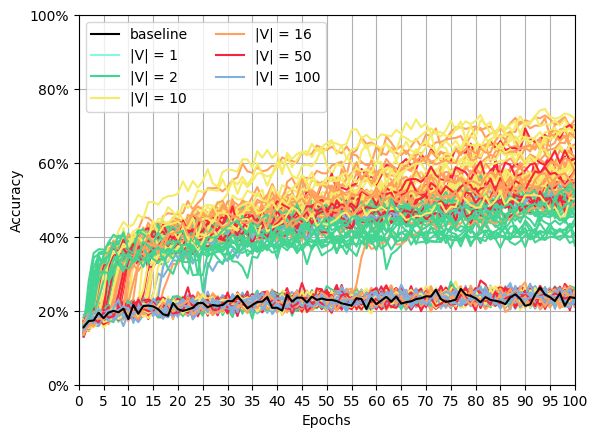 100%
80%
60%
40%
20%
0%
Accuracy
baseline
|V| = 1
|V| = 2
|V| = 10
|V| = 16
|V| = 50
|V| = 100
0 5 10 15 20 25 30 35 40 45 50 55 60 65 70 75 80 85 90 95 100
Epochs